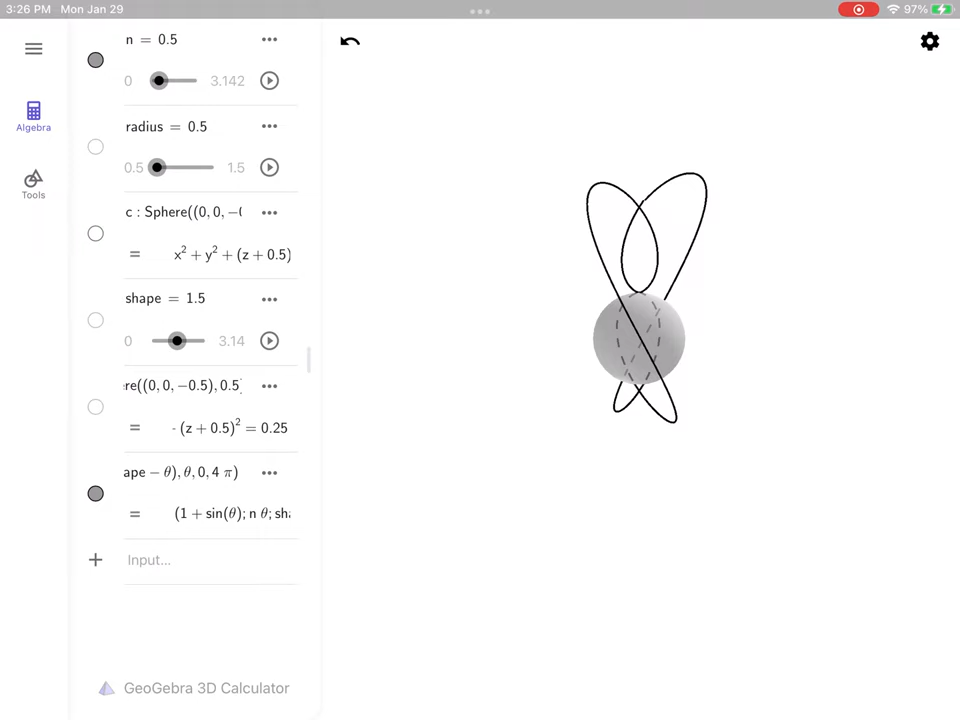 3:26 PM Mon Jan 29
97%
n = 0.5
0 3.142
Algebra
radius = 0.5
0.5 1.5
Tools
c : Sphere((0, 0, −(
= x² + y² + (z + 0.5)
shape = 1.5
0 3.14
re((0, 0, −0.5), 0.5
= - (z + 0.5)² = 0.25
ape − θ), θ, 0, 4 π)
= (1 + sin(θ); n θ; sha
+ Input...
GeoGebra 3D Calculator